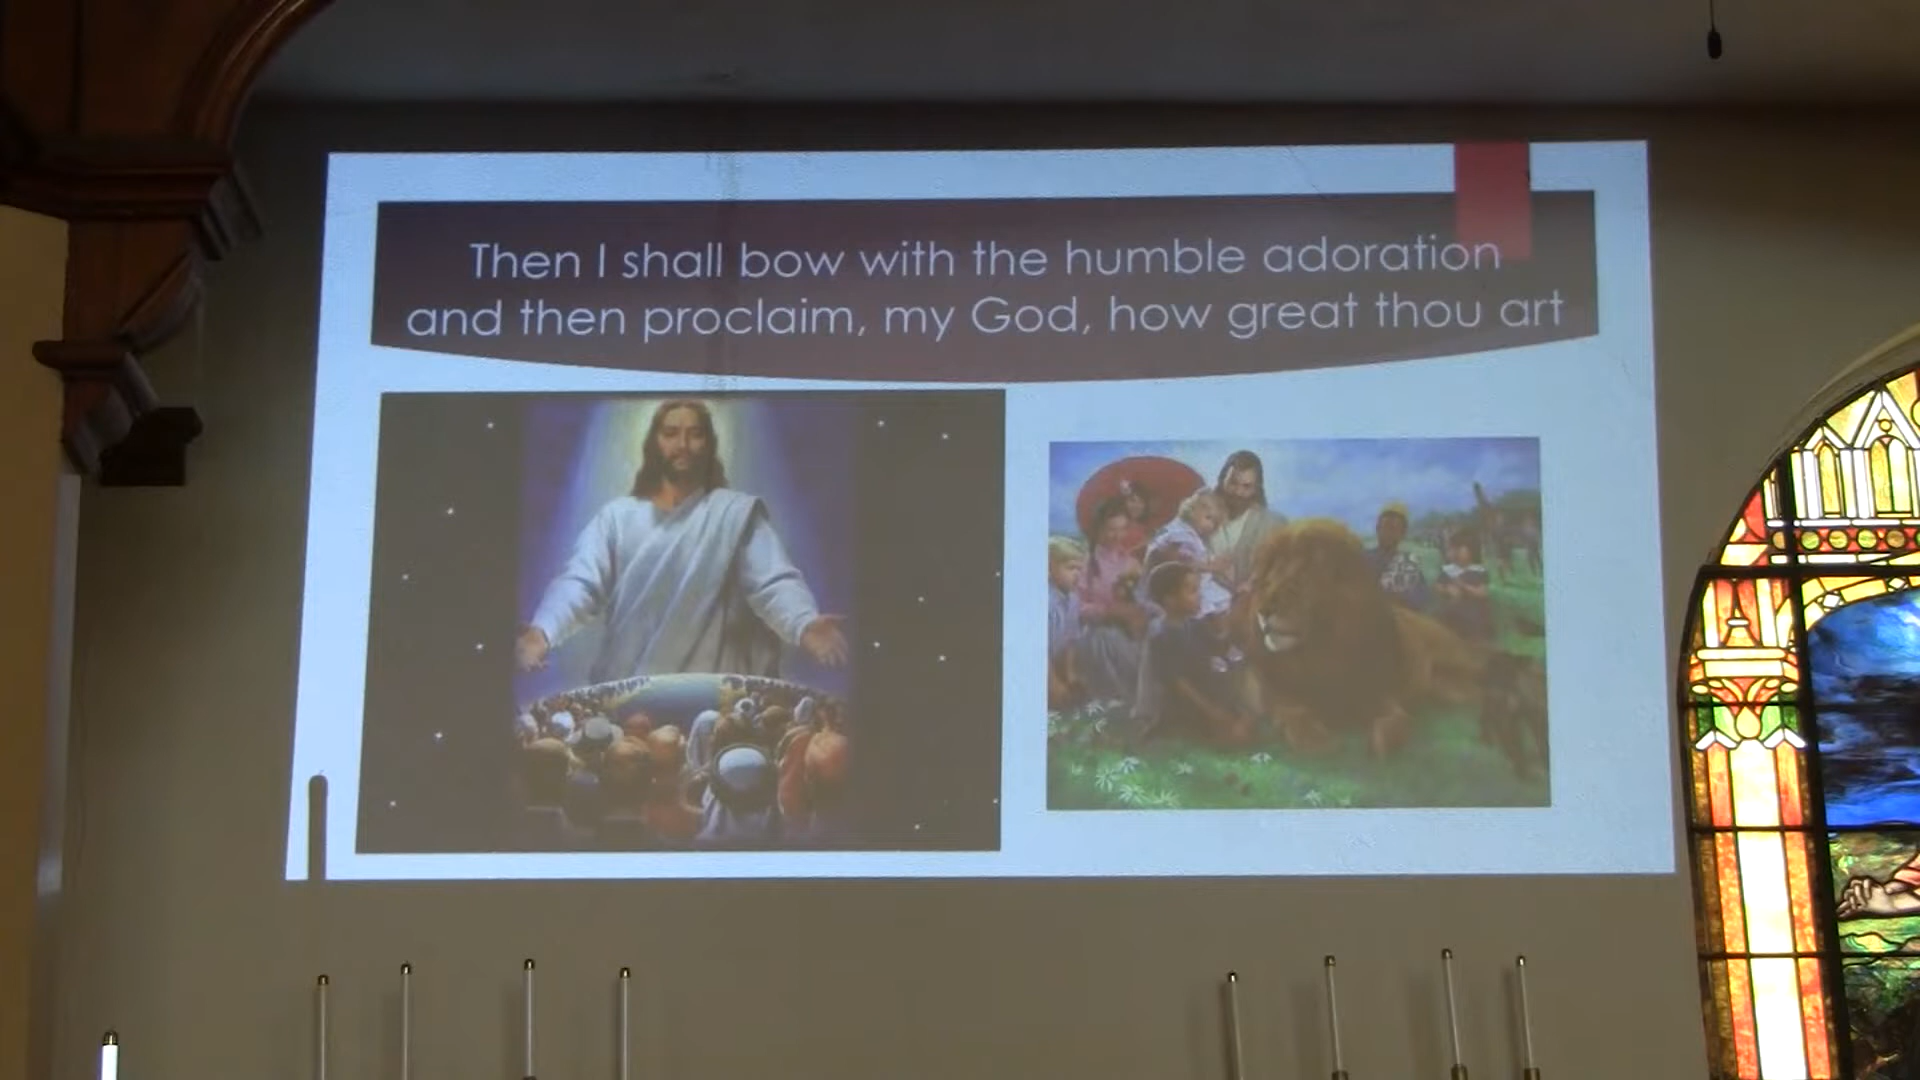 Then I shall bow with the humble adoration
and then proclaim, my God, how great thou art